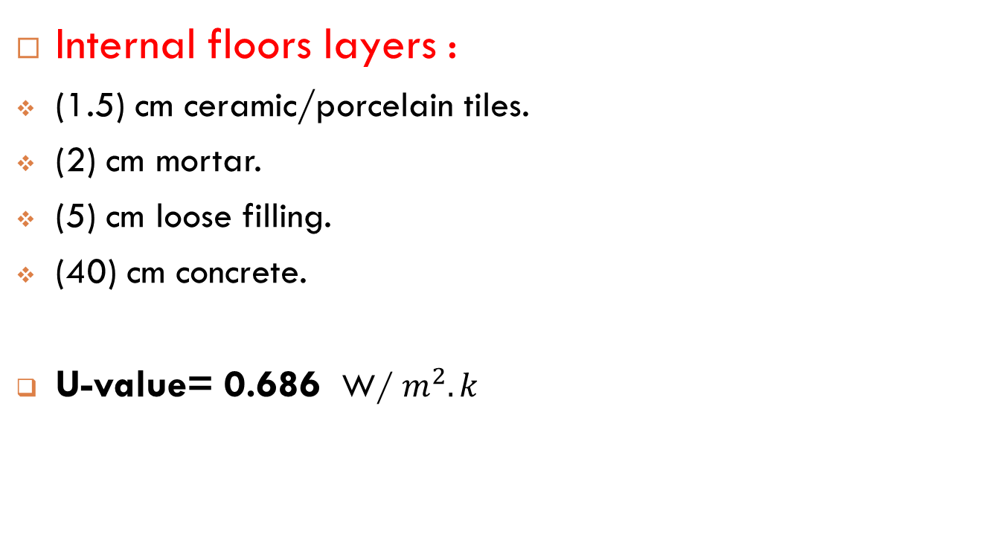 Internal floors layers :
(1.5) cm ceramic/porcelain tiles.
(2) cm mortar.
(5) cm loose filling.
(40) cm concrete.
U-value= 0.686 W/ m².k